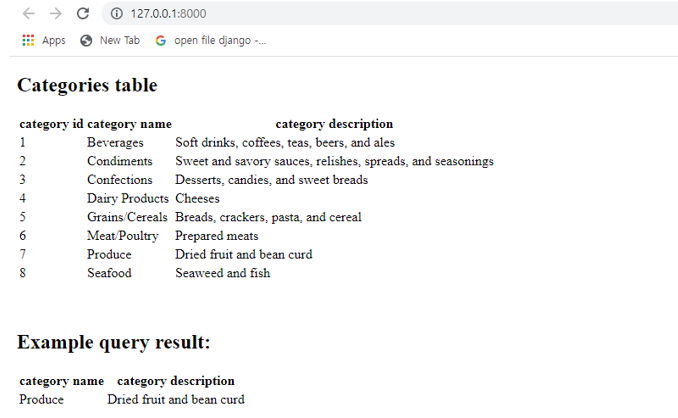 127.0.0.1:8000
Apps New Tab open file django -...
Categories table
category id category name category description
1 Beverages Soft drinks, coffees, teas, beers, and ales
2 Condiments Sweet and savory sauces, relishes, spreads, and seasonings
3 Confections Desserts, candies, and sweet breads
4 Dairy Products Cheeses
5 Grains/Cereals Breads, crackers, pasta, and cereal
6 Meat/Poultry Prepared meats
7 Produce Dried fruit and bean curd
8 Seafood Seaweed and fish
Example query result:
category name category description
Produce Dried fruit and bean curd